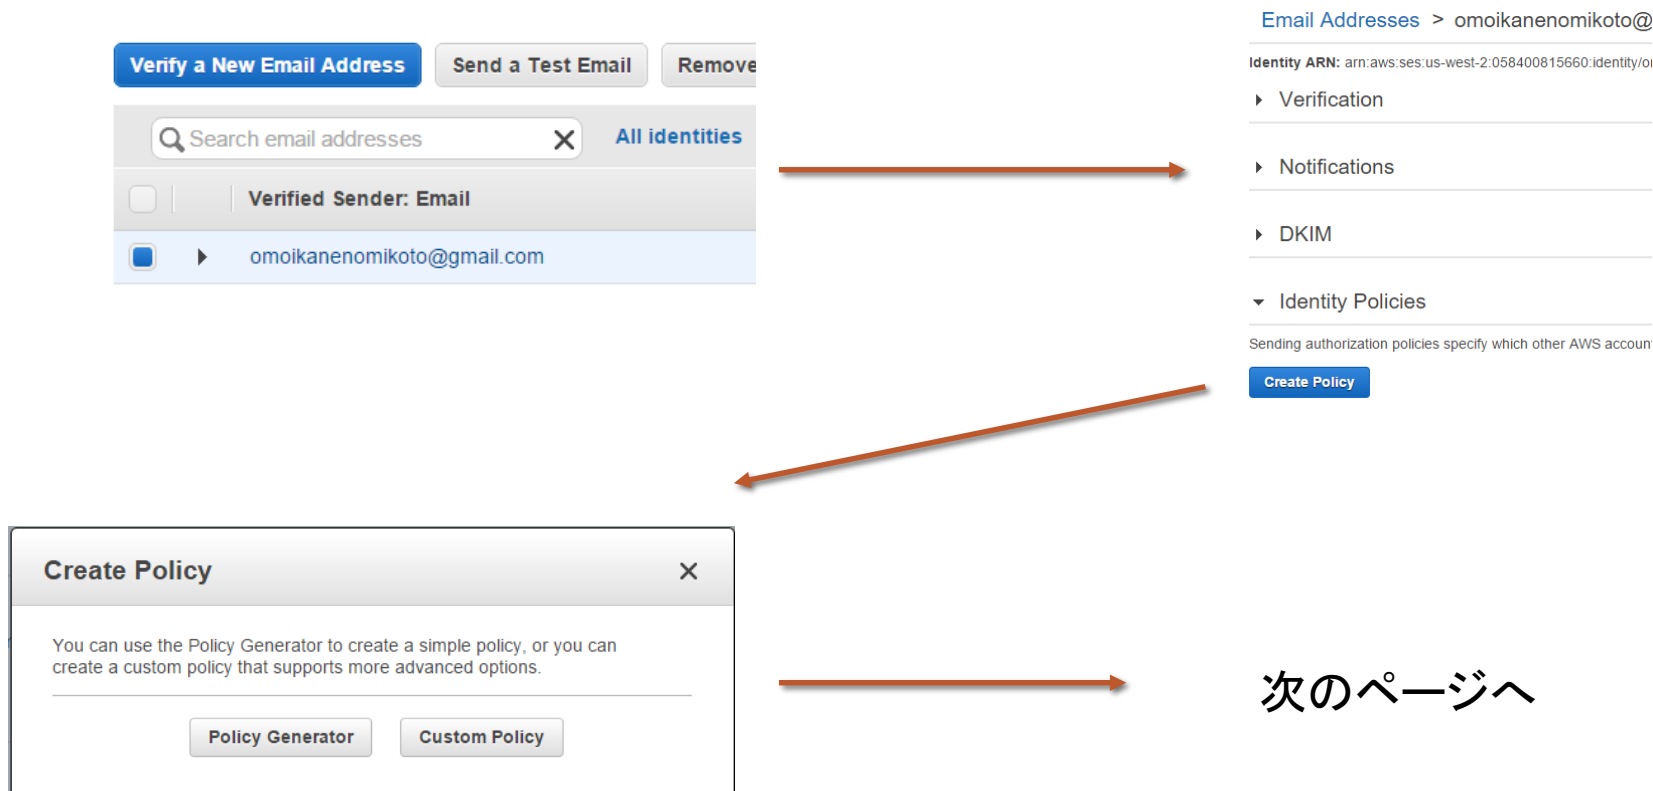 Verify a New Email Address
Send a Test Email
Remove
Search email addresses
All identities
Verified Sender: Email
omoikanenomikoto@gmail.com
Email Addresses > omoikanenomikoto@
Identity ARN: arn:aws:ses:us-west-2:058400815660:identity/o
Verification
Notifications
DKIM
Identity Policies
Sending authorization policies specify which other AWS accoun
Create Policy
Create Policy
You can use the Policy Generator to create a simple policy, or you can
create a custom policy that supports more advanced options.
Policy Generator
Custom Policy
次のページへ